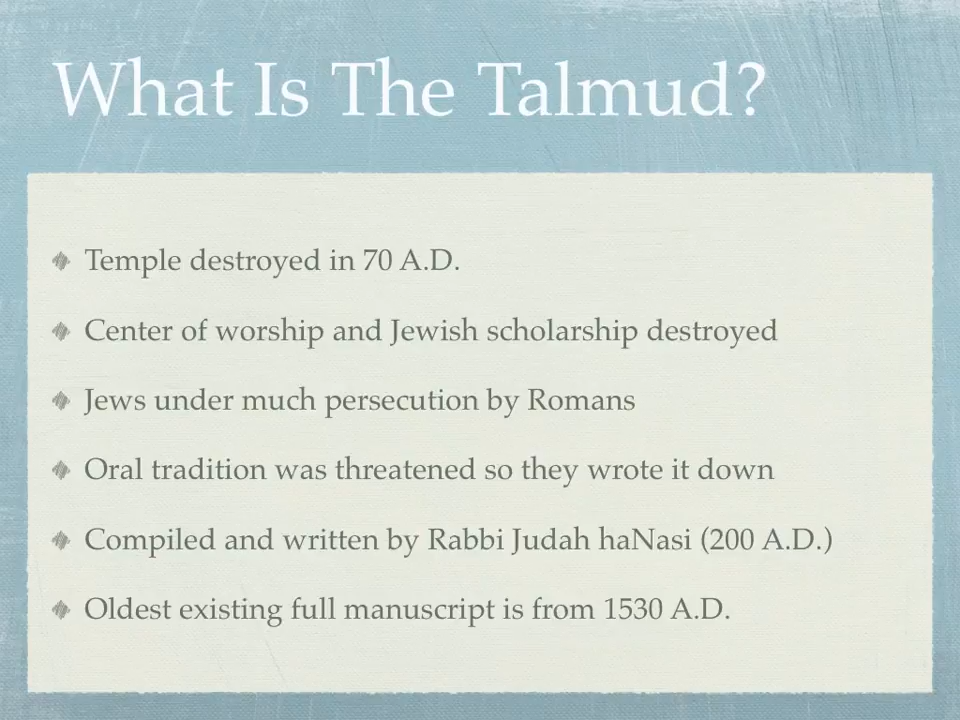 What Is The Talmud?
Temple destroyed in 70 A.D.
Center of worship and Jewish scholarship destroyed
Jews under much persecution by Romans
Oral tradition was threatened so they wrote it down
Compiled and written by Rabbi Judah haNasi (200 A.D.)
Oldest existing full manuscript is from 1530 A.D.